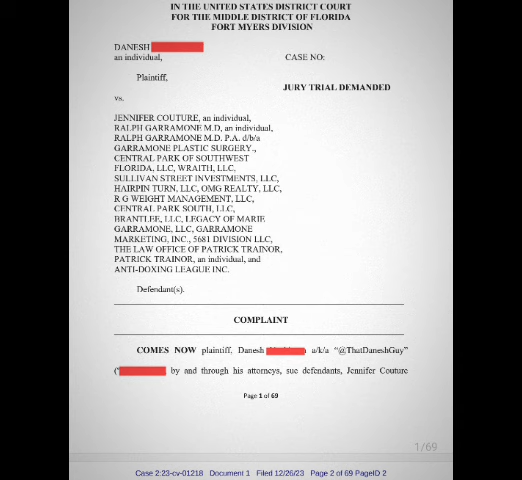 IN THE UNITED STATES DISTRICT COURT
FOR THE MIDDLE DISTRICT OF FLORIDA
FORT MYERS DIVISION
DANESH
an individual,
CASE NO:
Plaintiff,
JURY TRIAL DEMANDED
vs.
JENNIFER COUTURE, an individual,
RALPH GARRAMONE M.D, an individual,
RALPH GARRAMONE M.D. P.A. d/b/a
GARRAMONE PLASTIC SURGERY.,
CENTRAL PARK OF SOUTHWEST
FLORIDA, LLC, WRAITH, LLC,
SULLIVAN STREET INVESTMENTS, LLC,
HAIRPIN TURN, LLC, OMG REALTY, LLC,
R G WEIGHT MANAGEMENT, LLC,
CENTRAL PARK SOUTH, LLC,
BRANTLEE, LLC, LEGACY OF MARIE
GARRAMONE, LLC, GARRAMONE
MARKETING, INC., 5681 DIVISION LLC,
THE LAW OFFICE OF PATRICK TRAINOR,
PATRICK TRAINOR, an individual, and
ANTI-DOXING LEAGUE INC.
Defendant(s).
COMPLAINT
COMES NOW plaintiff, Danesh a/k/a “@ThatDaneshGuy”
(“ by and through his attorneys, sue defendants, Jennifer Couture
Page 1 of 69
1/69
Case 2:23-cv-01218 Document 1 Filed 12/26/23 Page 2 of 69 PageID 2